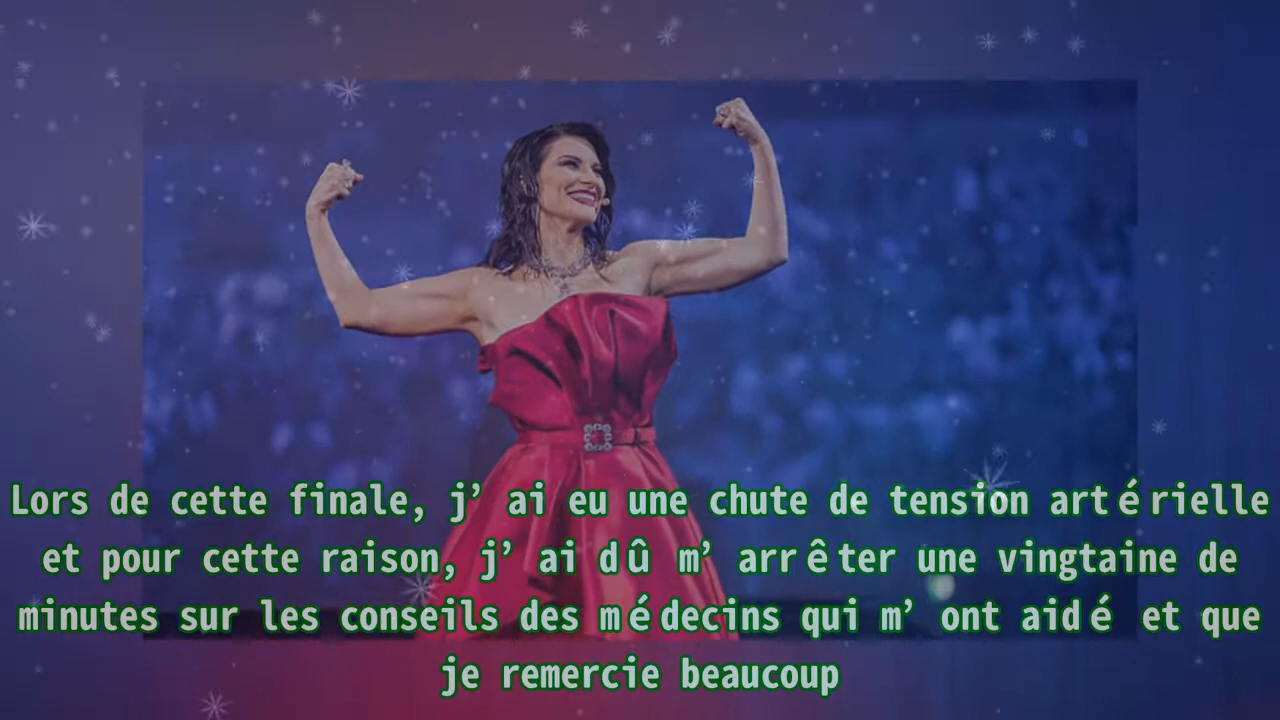 Lors de cette finale, j’ ai eu une chute de tension artérielle
et pour cette raison, j’ ai dû m’ arrêter une vingtaine de
minutes sur les conseils des médecins qui m’ ont aidé et que
je remercie beaucoup